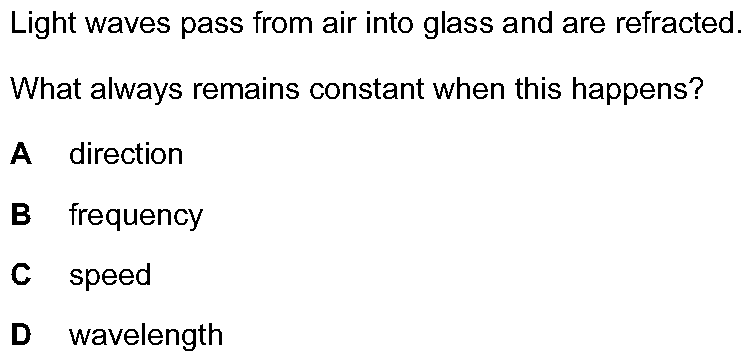 Light waves pass from air into glass and are refracted.
What always remains constant when this happens?
A direction
B frequency
C speed
D wavelength